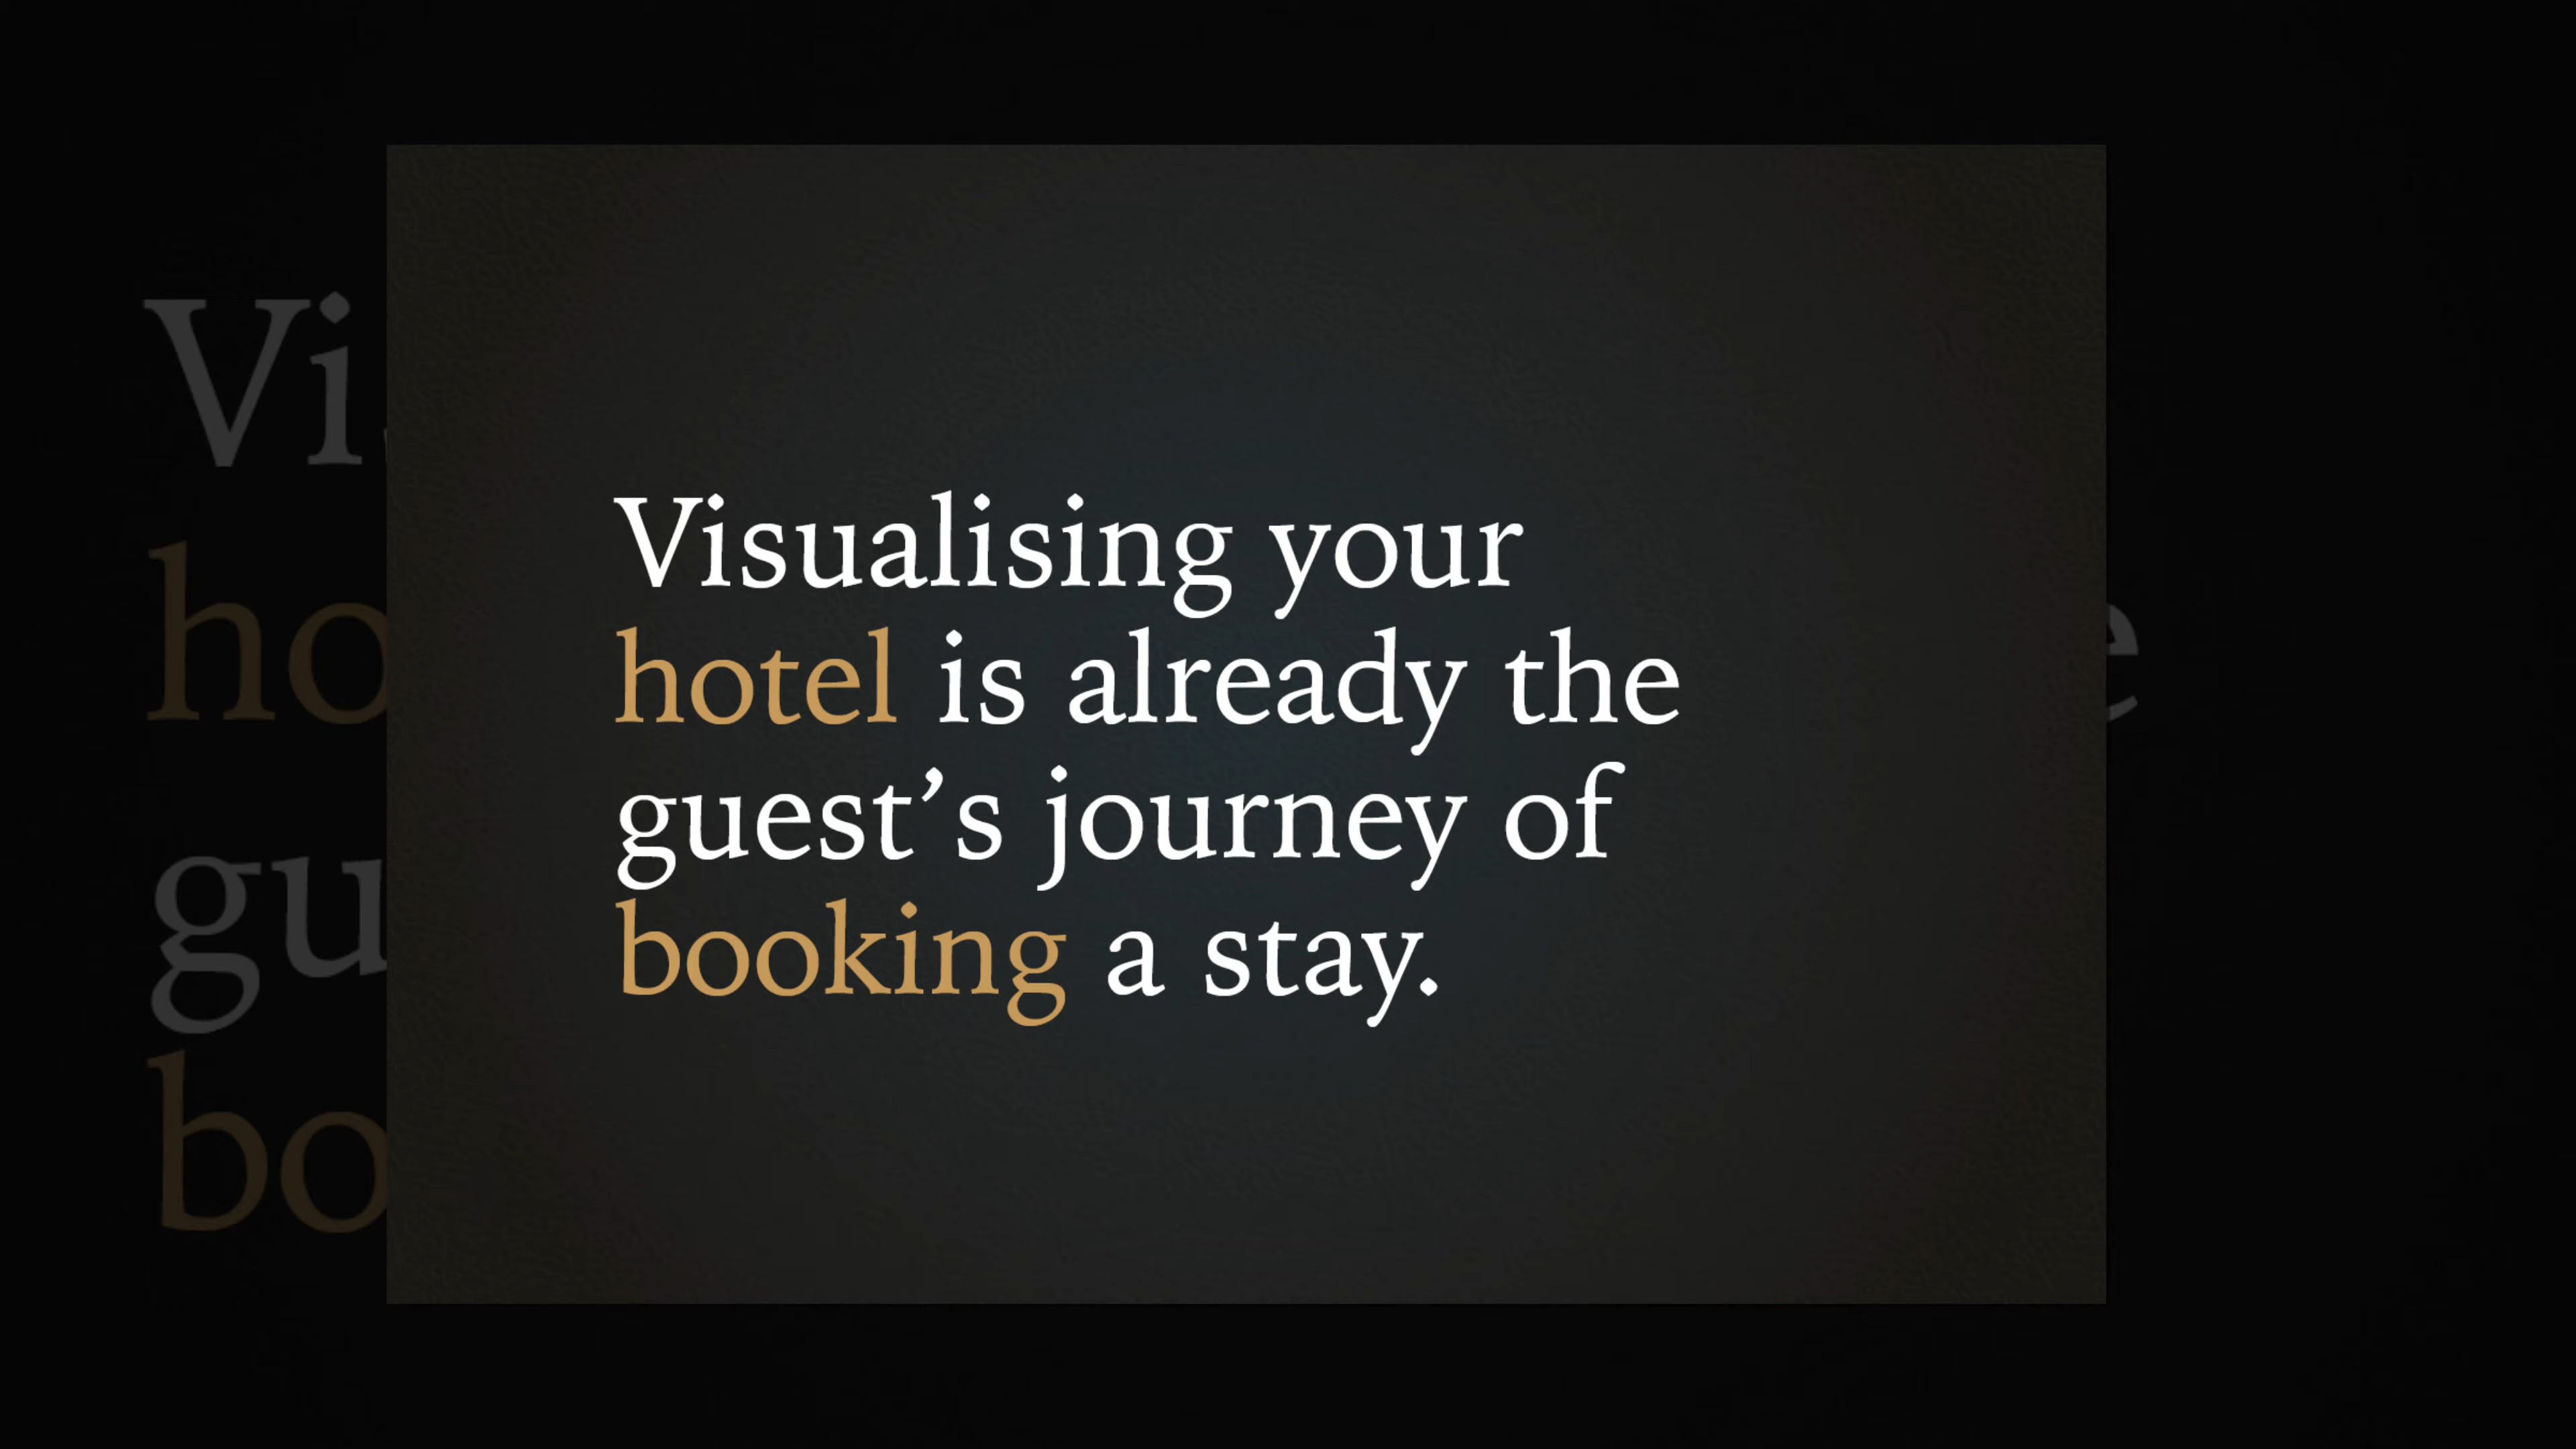 Visualising your
hotel is already the
guest’s journey of
booking a stay.